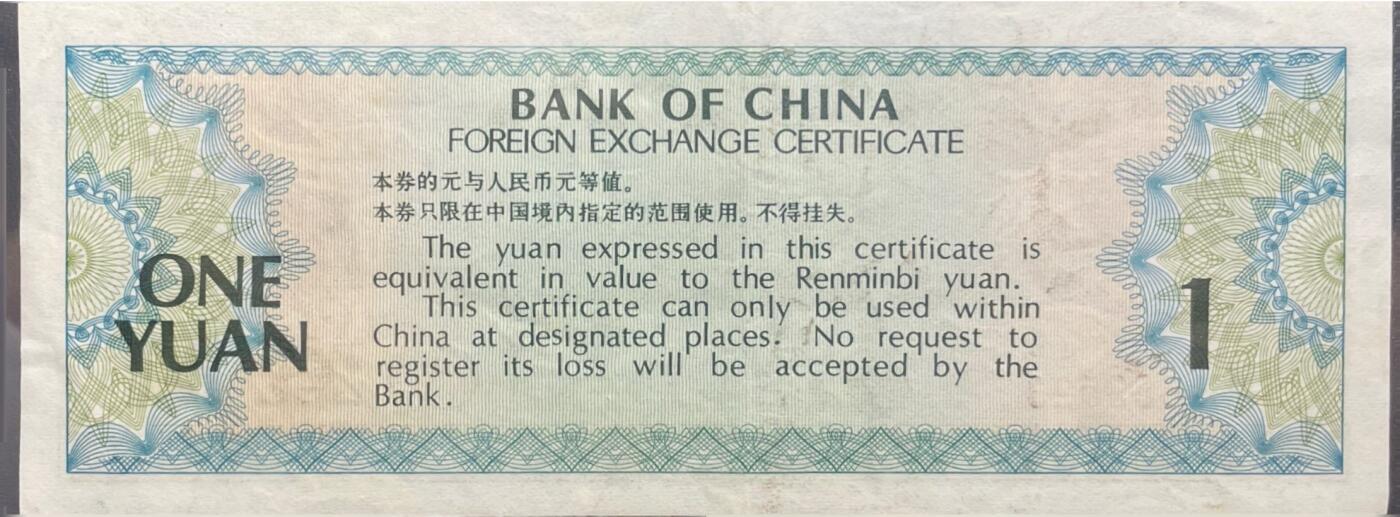 BANK OF CHINA
FOREIGN EXCHANGE CERTIFICATE
本券的元与人民币元等值。
本券只限在中国境内指定的范围使用。不得挂失。
The yuan expressed in this certificate is
equivalent in value to the Renminbi yuan.
This certificate can only be used within
China at designated places. No request to
register its loss will be accepted by the
Bank.
ONE
YUAN
1